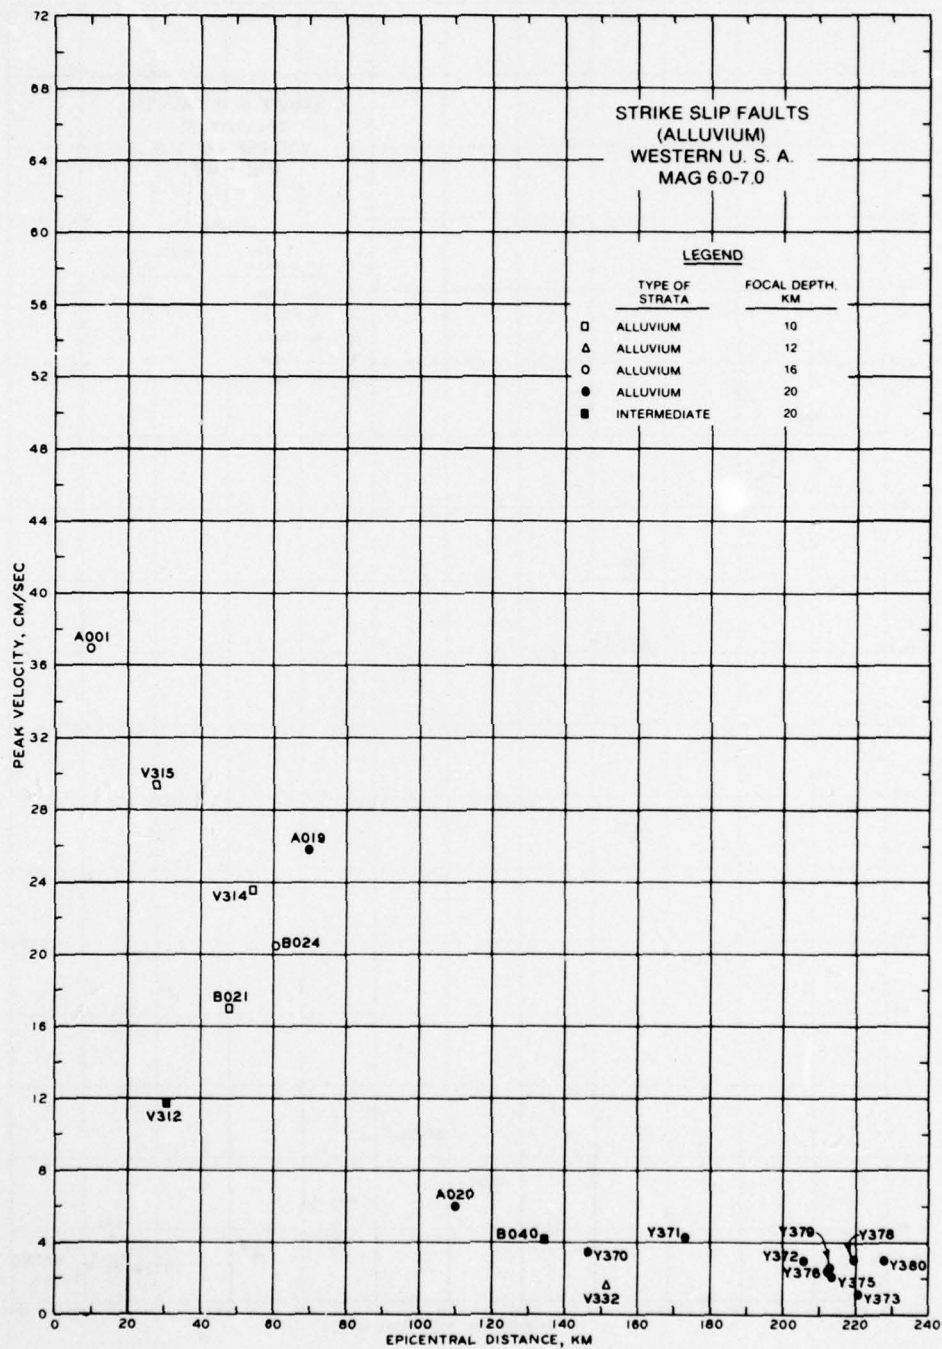 72
68
64
60
56
52
48
44
40
36
32
28
24
20
16
12
8
4
0
PEAK VELOCITY, CM/SEC
STRIKE SLIP FAULTS
(ALLUVIUM)
WESTERN U. S. A.
MAG 6.0-7.0
LEGEND
TYPE OF STRATA
FOCAL DEPTH, KM
ALLUVIUM 10
ALLUVIUM 12
ALLUVIUM 16
ALLUVIUM 20
INTERMEDIATE 20
A001
V315
A019
V314
B024
B021
V312
A020
B040
Y370
V332
Y371
Y379
Y378
Y372
Y376
Y375
Y380
Y373
0 20 40 60 80 100 120 140 160 180 200 220 240
EPICENTRAL DISTANCE, KM